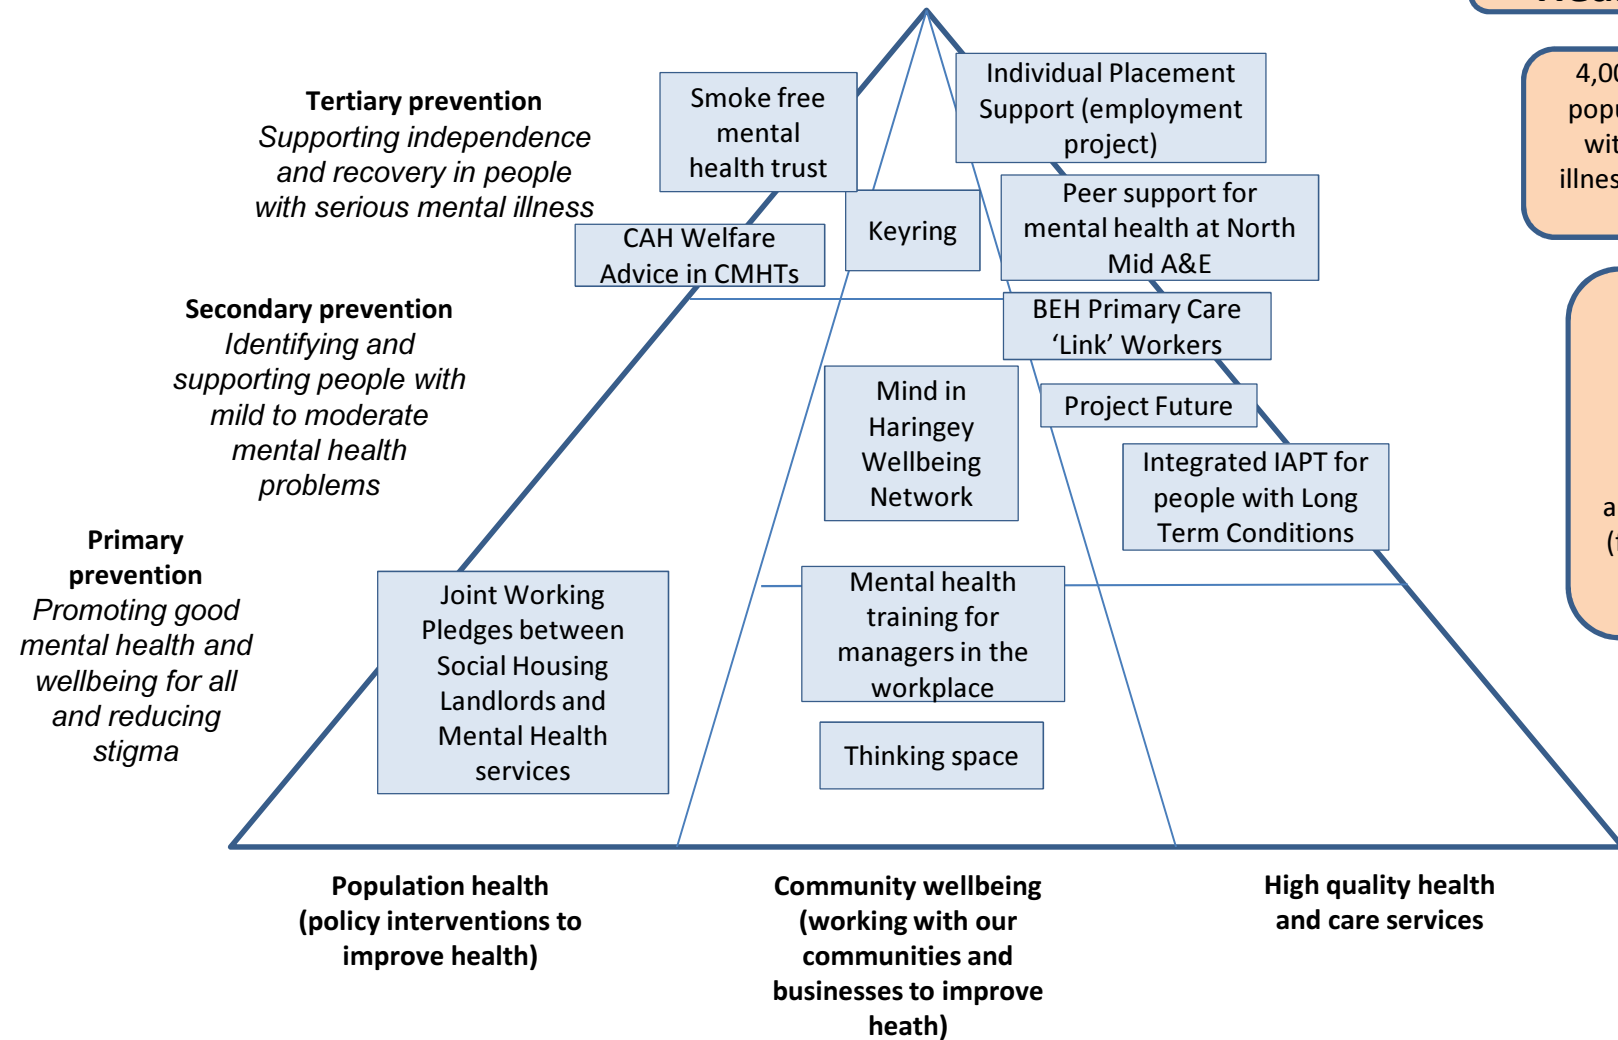 Tertiary prevention
Supporting independence
and recovery in people
with serious mental illness
Secondary prevention
Identifying and
supporting people with
mild to moderate
mental health
problems
Primary
prevention
Promoting good
mental health and
wellbeing for all
and reducing
stigma
Smoke free
mental
health trust
Individual Placement
Support (employment
project)
CAH Welfare
Advice in CMHTs
Keyring
Peer support for
mental health at North
Mid A&E
BEH Primary Care
‘Link’ Workers
Mind in
Haringey
Wellbeing
Network
Project Future
Integrated IAPT for
people with Long
Term Conditions
Joint Working
Pledges between
Social Housing
Landlords and
Mental Health
services
Mental health
training for
managers in the
workplace
Thinking space
Population health
(policy interventions to
improve health)
Community wellbeing
(working with our
communities and
businesses to improve
heath)
High quality health
and care services
4,00
popu
wit
illnes
a
(t